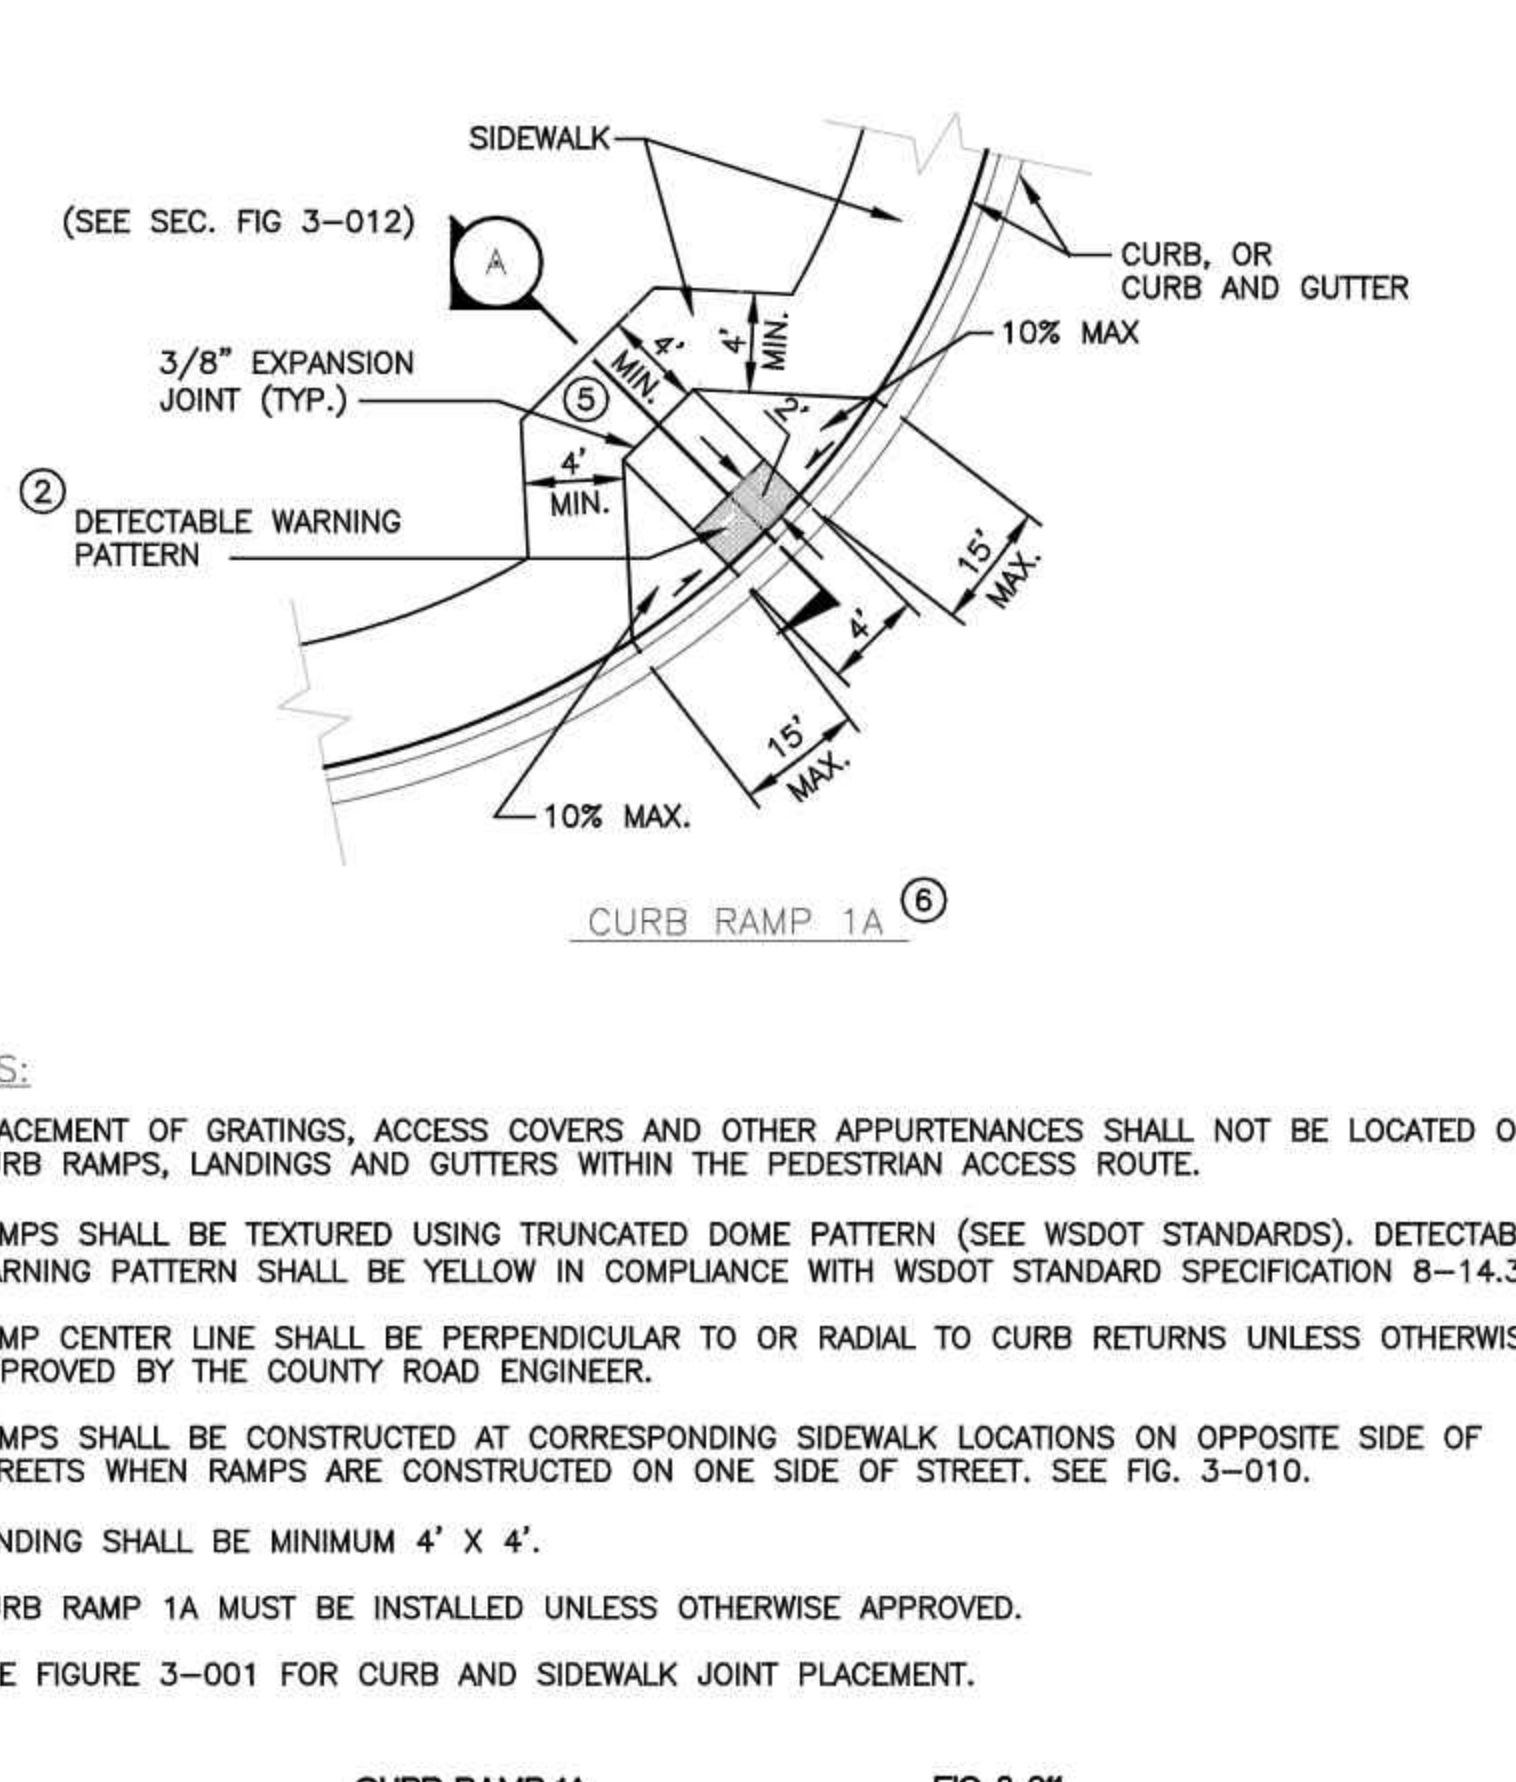 SIDEWALK
(SEE SEC. FIG 3-012)
A
CURB, OR
CURB AND GUTTER
10% MAX
3/8" EXPANSION
JOINT (TYP.)
4'
MIN.
4'
MIN.
5
2'
4'
MIN.
2
DETECTABLE WARNING
PATTERN
15'
MAX.
4'
15'
MAX.
10% MAX.
CURB RAMP 1A
6
S:
ACEMENT OF GRATINGS, ACCESS COVERS AND OTHER APPURTENANCES SHALL NOT BE LOCATED O
RB RAMPS, LANDINGS AND GUTTERS WITHIN THE PEDESTRIAN ACCESS ROUTE.
MPS SHALL BE TEXTURED USING TRUNCATED DOME PATTERN (SEE WSDOT STANDARDS). DETECTAB
RNING PATTERN SHALL BE YELLOW IN COMPLIANCE WITH WSDOT STANDARD SPECIFICATION 8-14.3
MP CENTER LINE SHALL BE PERPENDICULAR TO OR RADIAL TO CURB RETURNS UNLESS OTHERWIS
PROVED BY THE COUNTY ROAD ENGINEER.
MPS SHALL BE CONSTRUCTED AT CORRESPONDING SIDEWALK LOCATIONS ON OPPOSITE SIDE OF
REETS WHEN RAMPS ARE CONSTRUCTED ON ONE SIDE OF STREET. SEE FIG. 3-010.
NDING SHALL BE MINIMUM 4' X 4'.
RB RAMP 1A MUST BE INSTALLED UNLESS OTHERWISE APPROVED.
E FIGURE 3-001 FOR CURB AND SIDEWALK JOINT PLACEMENT.
CURB RAMP 1A